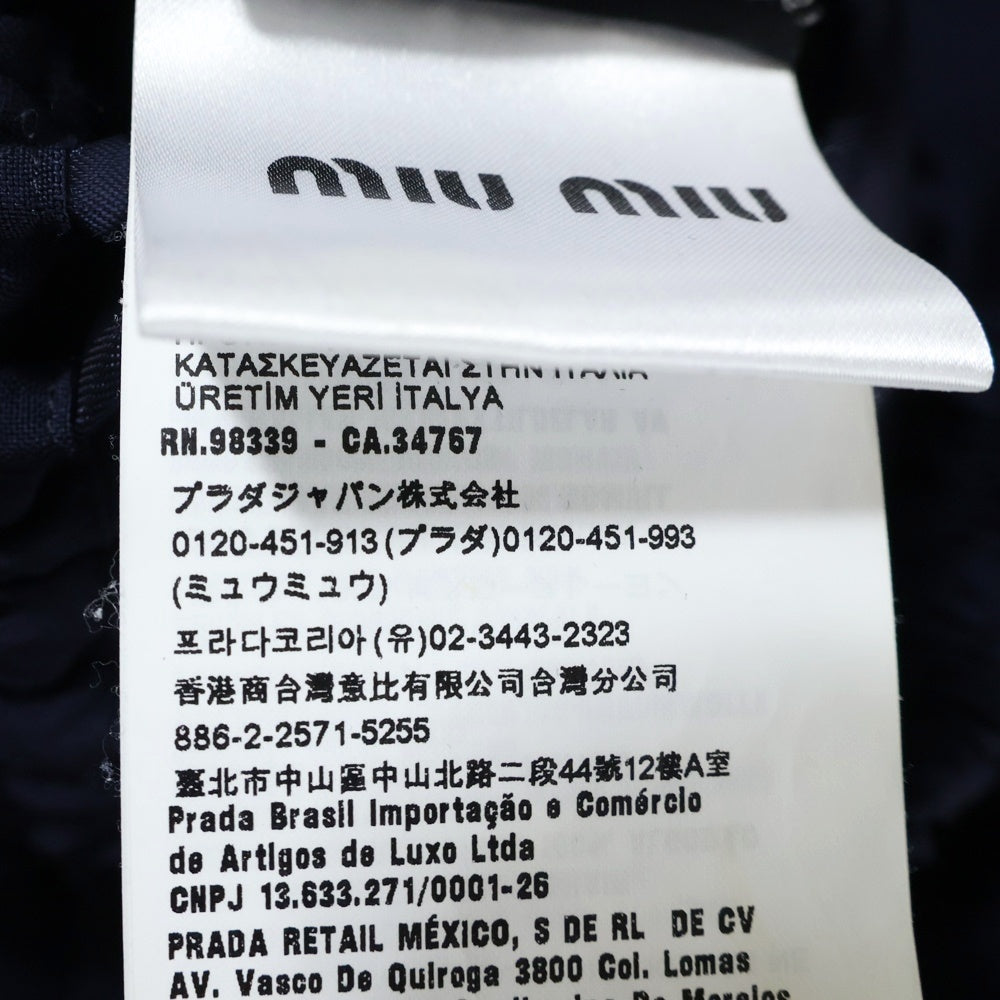 miu miu
ΚΑΤΑΣΚΕΥΑΖΕΤΑΙ ΣΤΗΝ ΙΤΑΛΙΑ
ÜRETİM YERİ İTALYA
RN.98339 - CA.34767
プラダジャパン株式会社
0120-451-913(プラダ)0120-451-993
(ミュウミュウ)
프라다코리아(유)02-3443-2323
香港商台灣意比有限公司台灣分公司
886-2-2571-5255
臺北市中山區中山北路二段44號12樓A室
Prada Brasil Importação e Comércio
de Artigos de Luxo Ltda
CNPJ 13.633.271/0001-26
PRADA RETAIL MÉXICO, S DE RL DE CV
AV. Vasco De Quiroga 3800 Col. Lomas
De Morelos